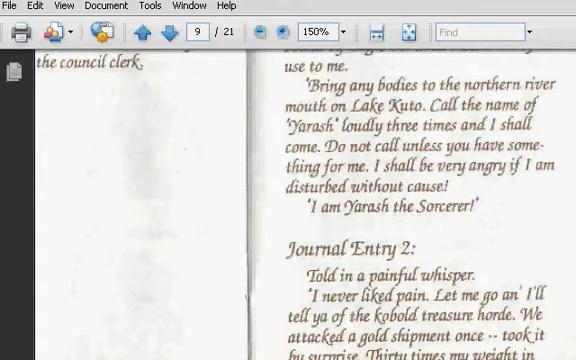 File Edit View Document Tools Window Help
9 / 21 150% Find
the council clerk.
use to me.
'Bring any bodies to the northern river
mouth on Lake Kuto. Call the name of
'Yarash' loudly three times and I shall
come. Do not call unless you have some-
thing for me. I shall be very angry if I am
disturbed without cause!
'I am Yarash the Sorcerer!'
Journal Entry 2:
Told in a painful whisper.
'I never liked pain. Let me go an' I'll
tell ya of the kobold treasure horde. We
attacked a gold shipment once -- took it
by surprise. Thirty times my weight in